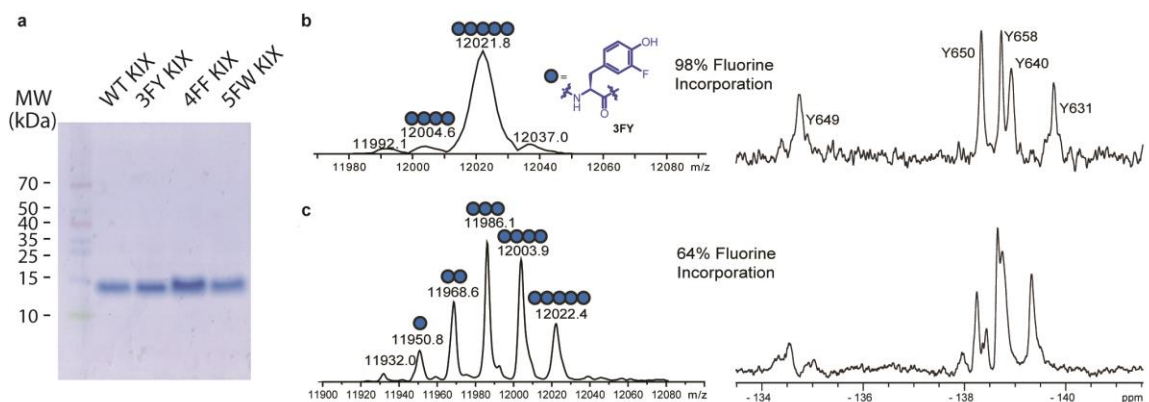 a
WT KIX
3FY KIX
4FF KIX
5FW KIX
MW
(kDa)
70
50
40
35
25
15
10
b
12021.8
12004.6
11992.1
12037.0
11980 12000 12020 12040 12060 12080 m/z
=
OH
F
N
H
O
3FY
98% Fluorine
Incorporation
Y649
Y650
Y658
Y640
Y631
c
11986.1
12003.9
11968.6
12022.4
11950.8
11932.0
11900 11920 11940 11960 11980 12000 12020 12040 12060 12080 m/z
64% Fluorine
Incorporation
- 134 - 136 - 138 - 140 ppm